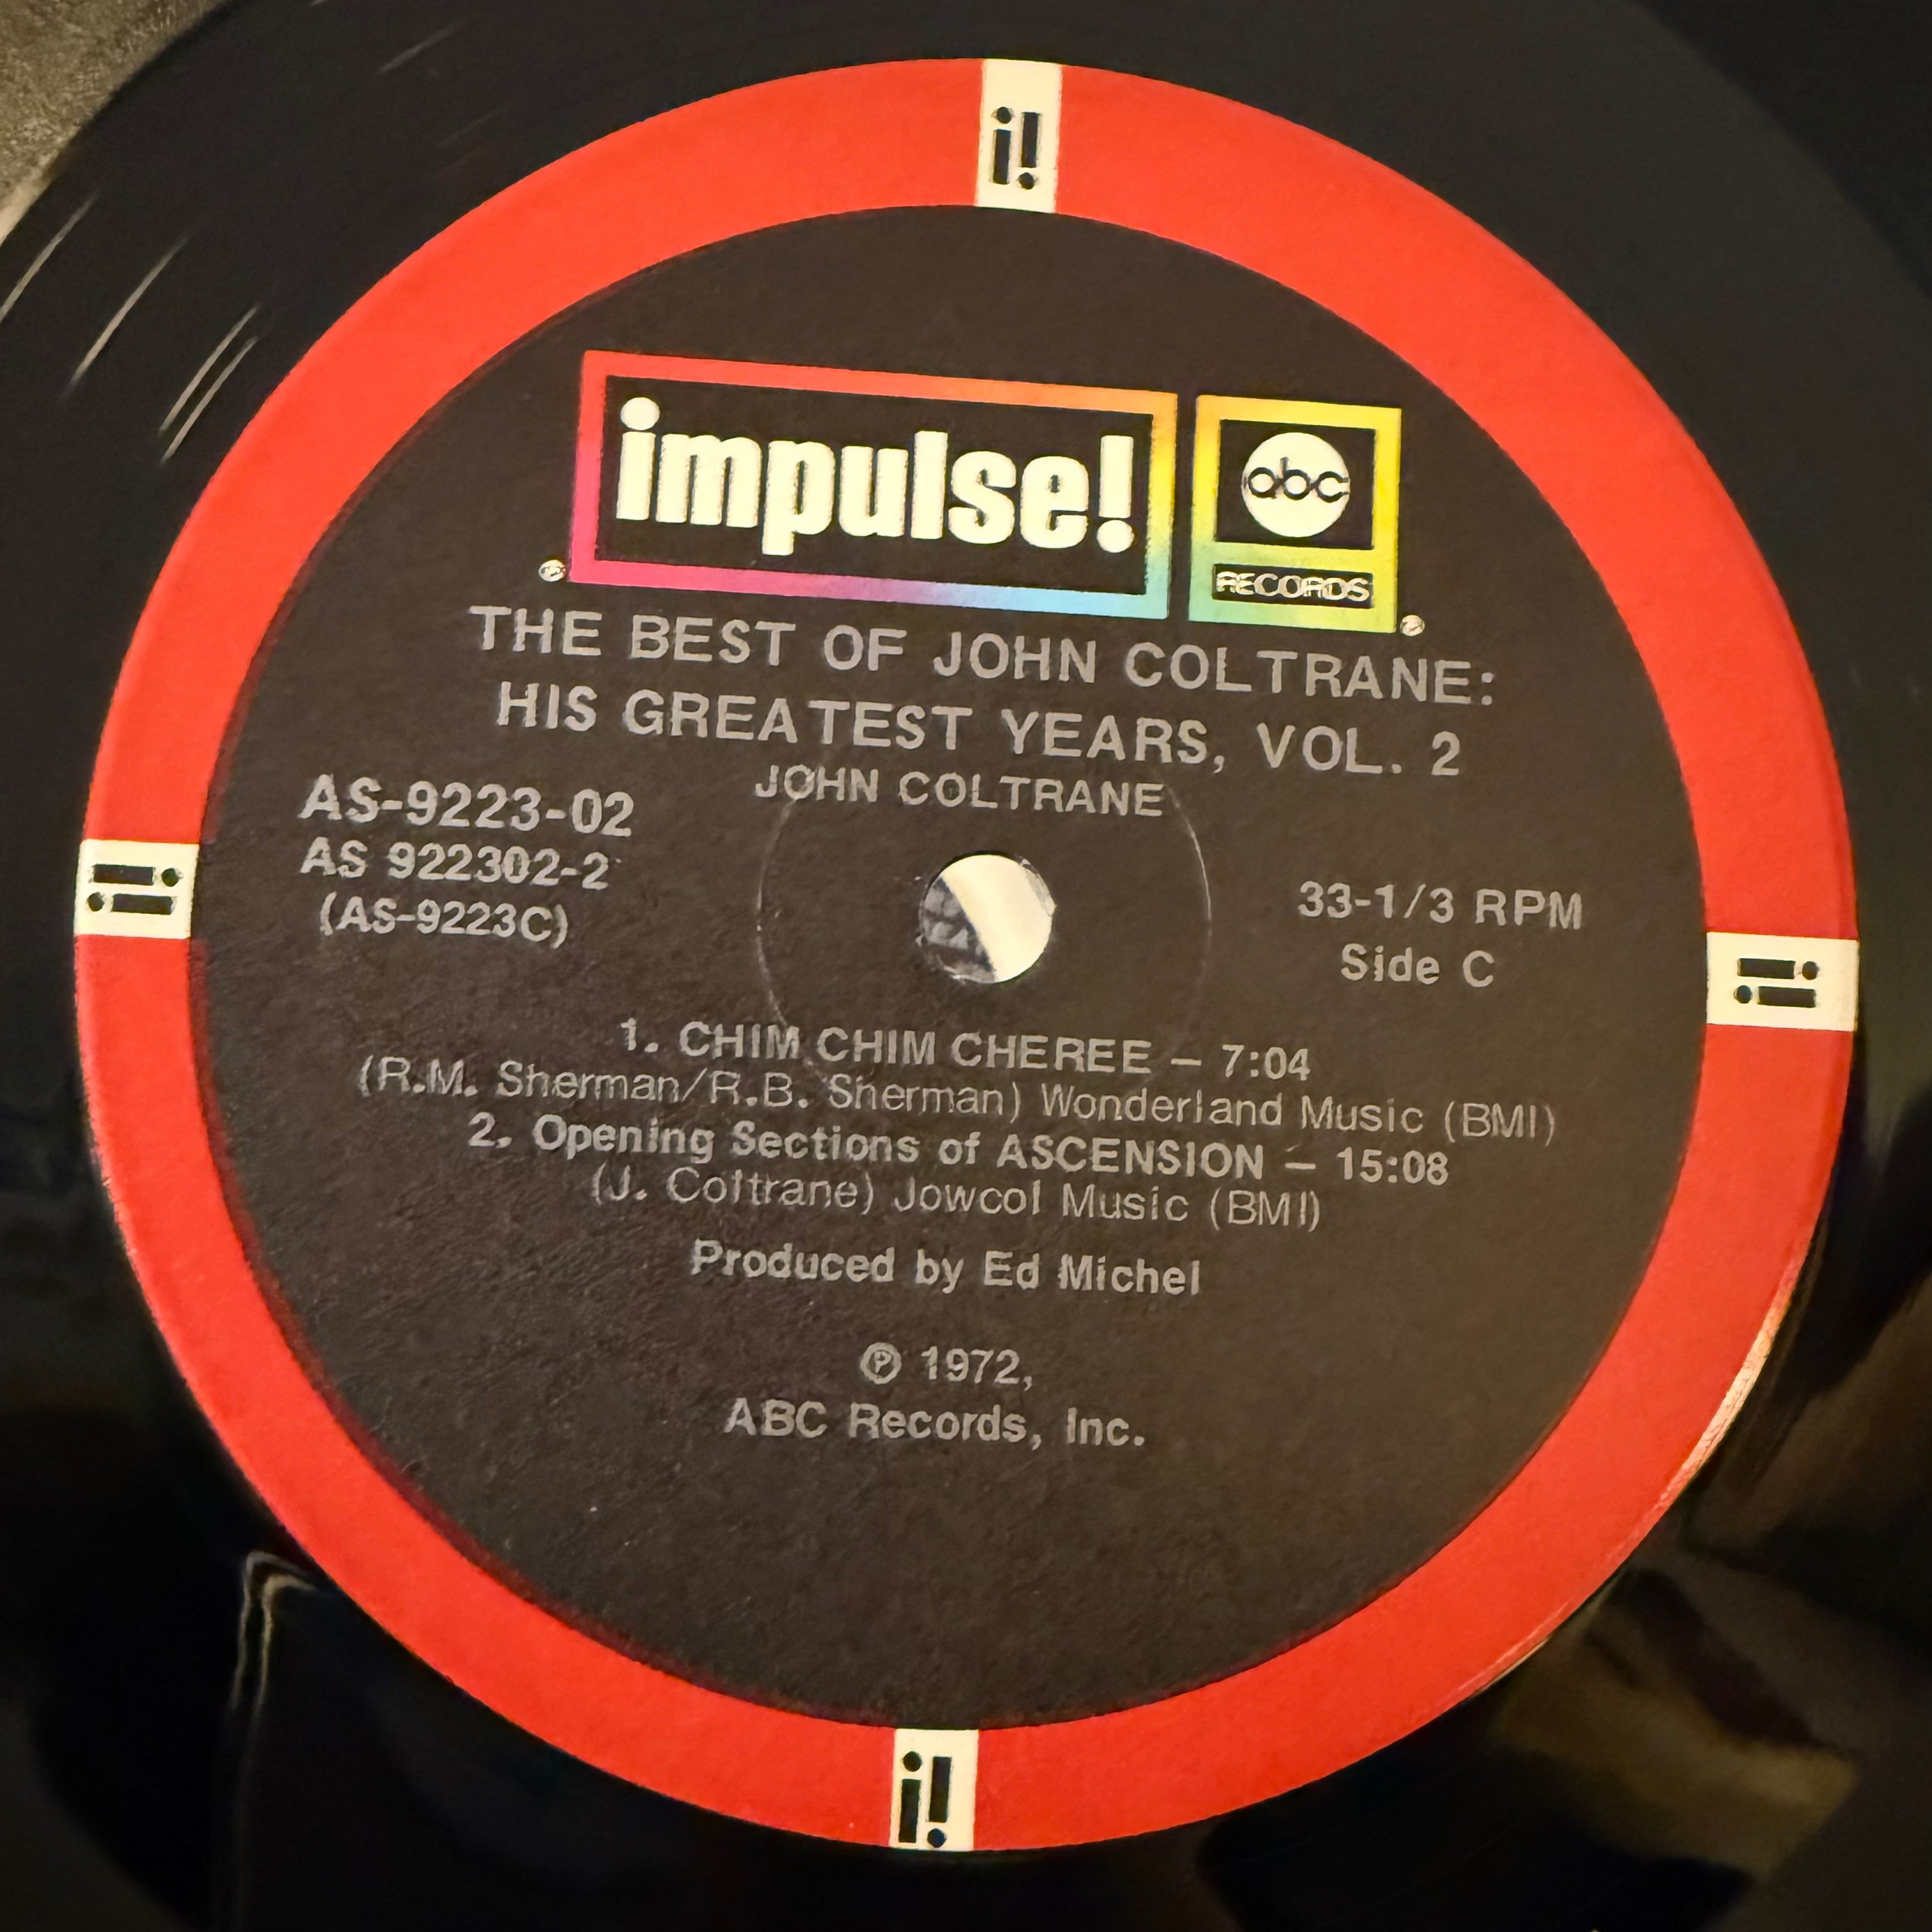 i!
impulse!
abc
RECORDS
THE BEST OF JOHN COLTRANE:
HIS GREATEST YEARS, VOL. 2
JOHN COLTRANE
AS-9223-02
AS 922302-2
(AS-9223C)
33-1/3 RPM
Side C
i!
i!
1. CHIM CHIM CHEREE – 7:04
(R.M. Sherman/R.B. Sherman) Wonderland Music (BMI)
2. Opening Sections of ASCENSION – 15:08
(J. Coltrane) Jowcol Music (BMI)
Produced by Ed Michel
℗ 1972,
ABC Records, Inc.
i!